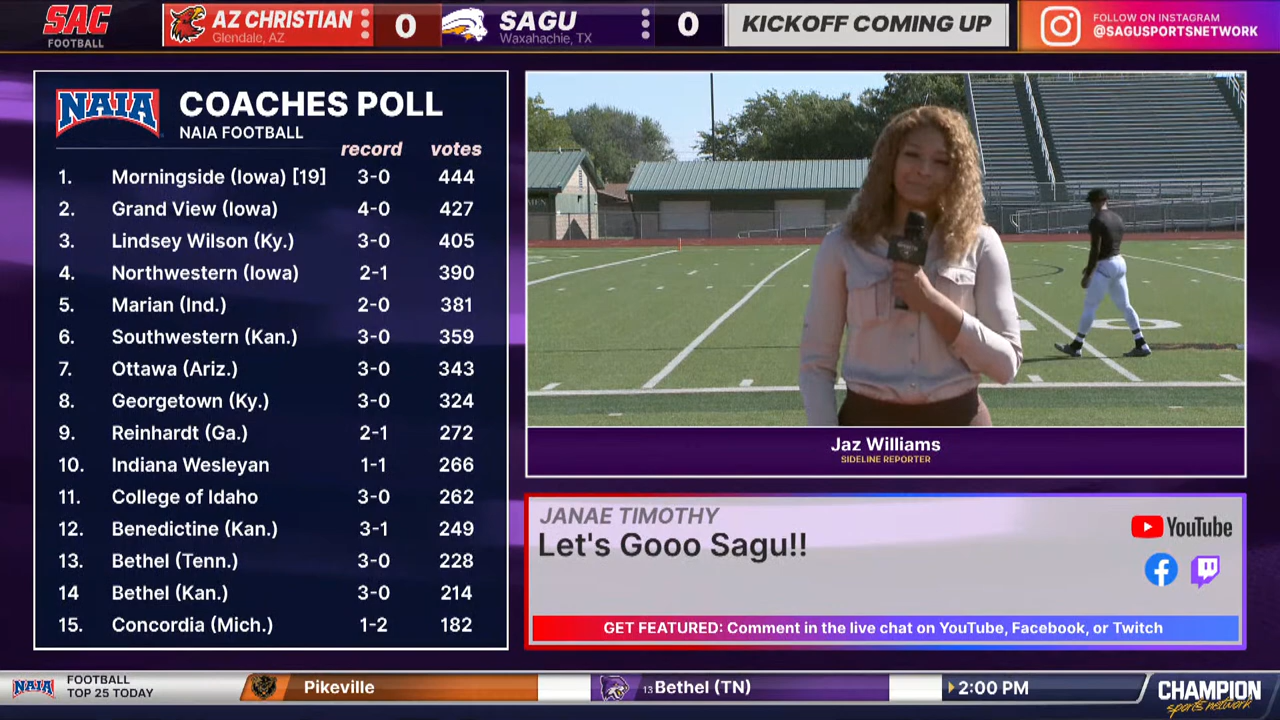 SAC
FOOTBALL
AZ CHRISTIAN
Glendale, AZ
0
SAGU
Waxahachie, TX
0
KICKOFF COMING UP
FOLLOW ON INSTAGRAM
@SAGUSPORTSNETWORK
NAIA
COACHES POLL
NAIA FOOTBALL
record votes
1. Morningside (Iowa) [19] 3-0 444
2. Grand View (Iowa) 4-0 427
3. Lindsey Wilson (Ky.) 3-0 405
4. Northwestern (Iowa) 2-1 390
5. Marian (Ind.) 2-0 381
6. Southwestern (Kan.) 3-0 359
7. Ottawa (Ariz.) 3-0 343
8. Georgetown (Ky.) 3-0 324
9. Reinhardt (Ga.) 2-1 272
10. Indiana Wesleyan 1-1 266
11. College of Idaho 3-0 262
12. Benedictine (Kan.) 3-1 249
13. Bethel (Tenn.) 3-0 228
14 Bethel (Kan.) 3-0 214
15. Concordia (Mich.) 1-2 182
Jaz Williams
SIDELINE REPORTER
JANAE TIMOTHY
Let's Gooo Sagu!!
YouTube
GET FEATURED: Comment in the live chat on YouTube, Facebook, or Twitch
NAIA
FOOTBALL
TOP 25 TODAY
Pikeville
13 Bethel (TN)
2:00 PM
CHAMPION
sports network